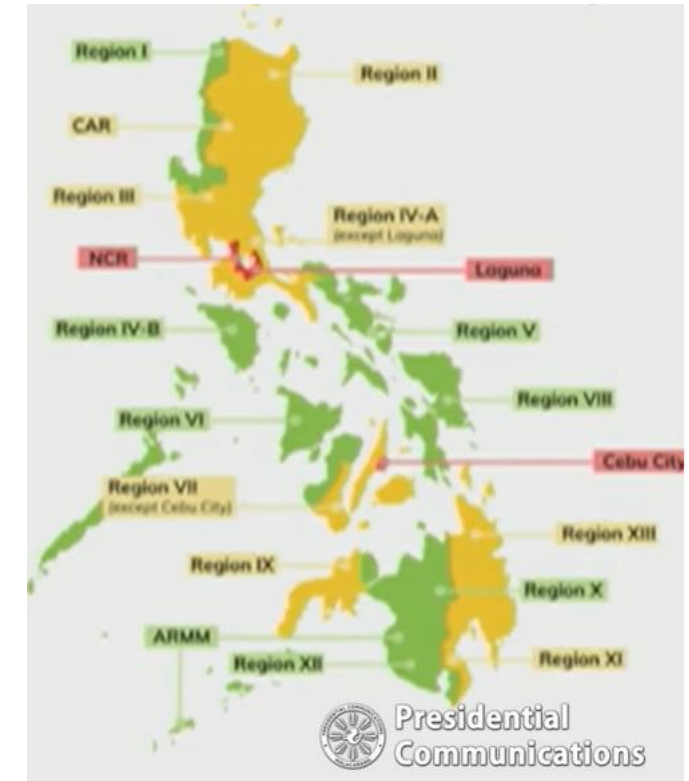 Region I
Region II
CAR
Region III
Region IV-A
(except Laguna)
NCR
Laguna
Region IV-B
Region V
Region VIII
Region VI
Cebu City
Region VII
(except Cebu City)
Region XIII
Region IX
Region X
ARMM
Region XII
Region XI
Presidential
Communications